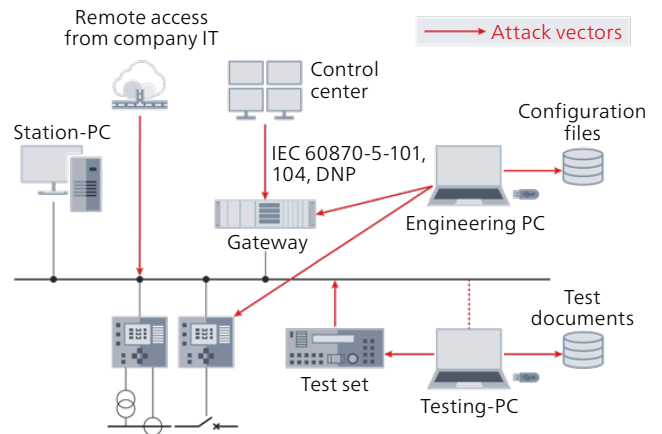 Remote access
from company IT
Attack vectors
Control
center
Configuration
files
Station-PC
IEC 60870-5-101,
104, DNP
Engineering PC
Gateway
Test
documents
Test set
Testing-PC